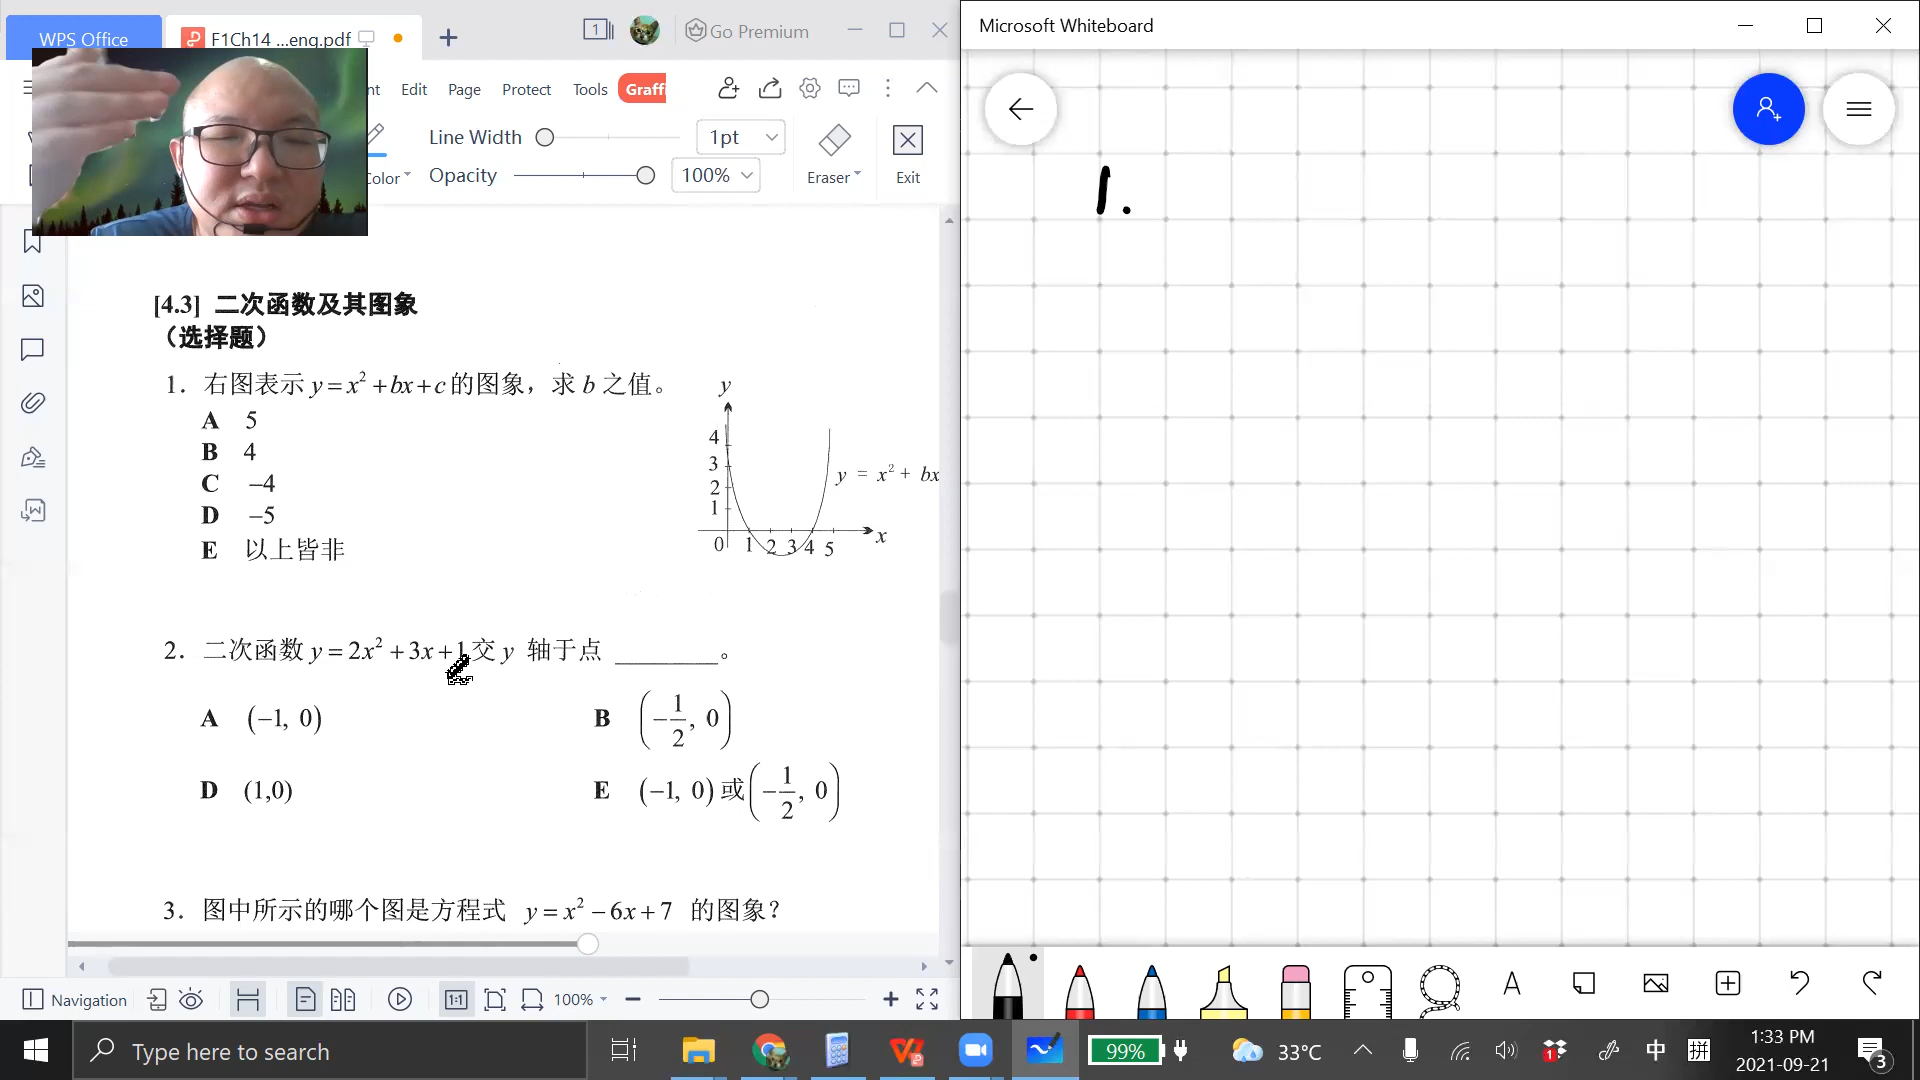 WPS Office
F1Ch14 ...eng.pdf
1
Go Premium
Microsoft Whiteboard
Edit
Page
Protect
Tools
Line Width
1pt
Color
Opacity
100%
Eraser
Exit
1.
[4.3] 二次函数及其图象
（选择题）
1. 右图表示 y = x² + bx + c 的图象，求 b 之值。
A 5
B 4
C −4
D −5
E 以上皆非
y
4
3
2
1
0 1 2 3 4 5
x
y = x² + bx
2. 二次函数 y = 2x² + 3x + 1 交 y 轴于点 ________。
A (−1, 0)
B (−1/2, 0)
D (1,0)
E (−1, 0) 或 (−1/2, 0)
3. 图中所示的哪个图是方程式 y = x² − 6x + 7 的图象？
Navigation
1:1
100%
Type here to search
99%
33°C
1
中
拼
1:33 PM
2021-09-21
3